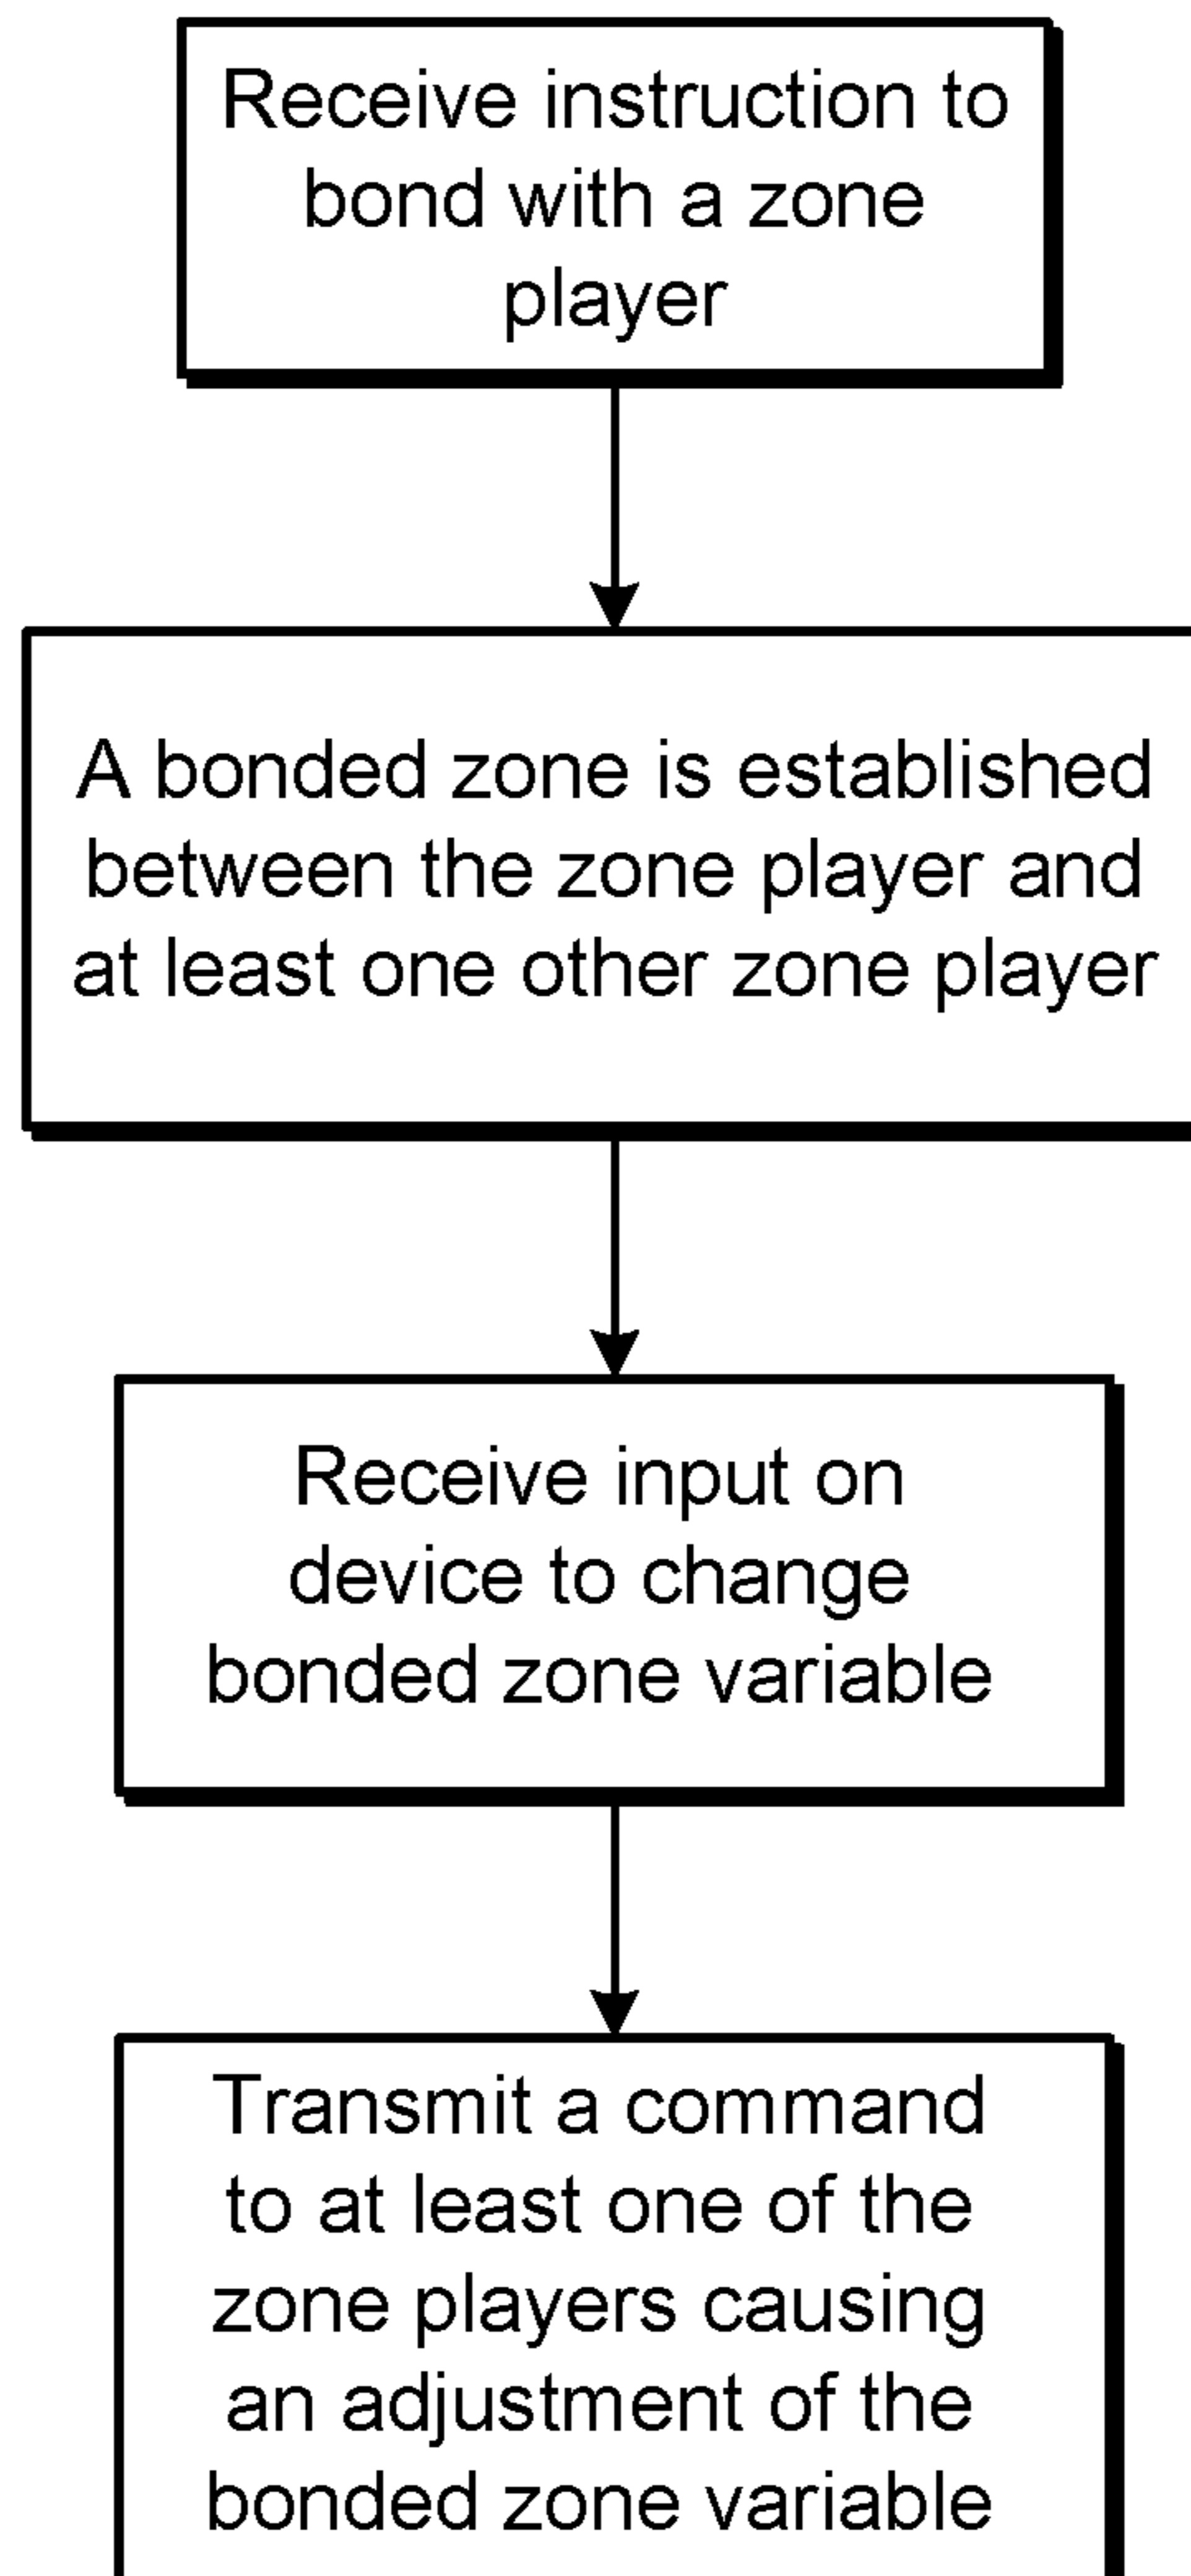 Receive instruction to
bond with a zone
player
A bonded zone is established
between the zone player and
at least one other zone player
Receive input on
device to change
bonded zone variable
Transmit a command
to at least one of the
zone players causing
an adjustment of the
bonded zone variable